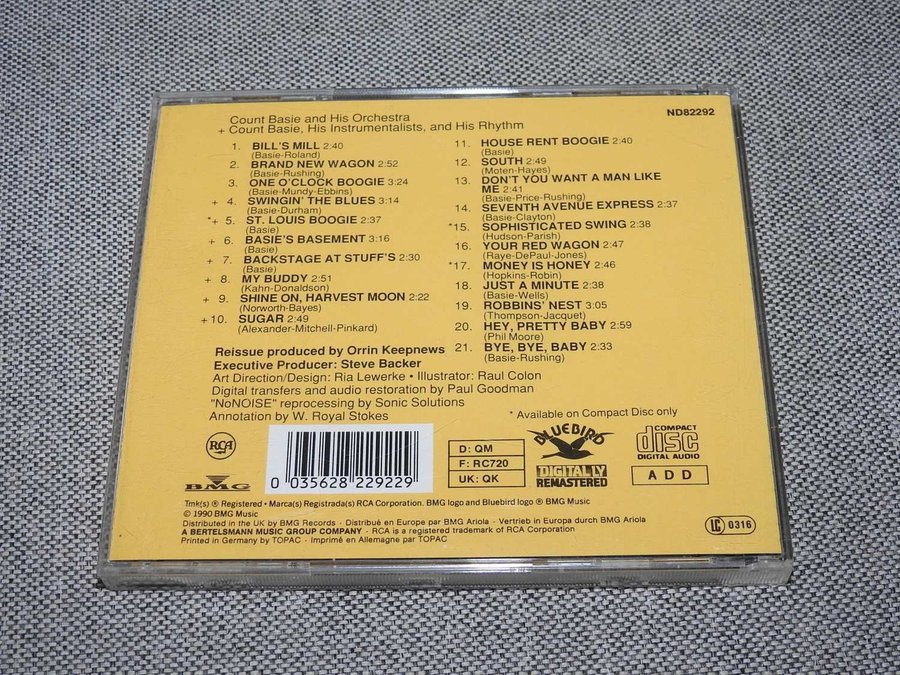 ND82292
Count Basie and His Orchestra
+ Count Basie, His Instrumentalists, and His Rhythm
1. BILL'S MILL 2:40
(Basie-Roland)
2. BRAND NEW WAGON 2:52
(Basie-Rushing)
3. ONE O'CLOCK BOOGIE 3:24
(Basie-Mundy-Ebbins)
+ 4. SWINGIN' THE BLUES 3:14
(Basie-Durham)
*+ 5. ST. LOUIS BOOGIE 2:37
(Basie)
+ 6. BASIE'S BASEMENT 3:16
(Basie)
+ 7. BACKSTAGE AT STUFF'S 2:30
(Basie)
+ 8. MY BUDDY 2:51
(Kahn-Donaldson)
+ 9. SHINE ON, HARVEST MOON 2:22
(Norworth-Bayes)
+ 10. SUGAR 2:49
(Alexander-Mitchell-Pinkard)
11. HOUSE RENT BOOGIE 2:40
(Basie)
12. SOUTH 2:49
(Moten-Hayes)
13. DON'T YOU WANT A MAN LIKE
ME 2:41
(Basie-Price-Rushing)
14. SEVENTH AVENUE EXPRESS 2:37
(Basie-Clayton)
*15. SOPHISTICATED SWING 2:38
(Hudson-Parish)
16. YOUR RED WAGON 2:47
(Raye-DePaul-Jones)
*17. MONEY IS HONEY 2:46
(Hopkins-Robin)
18. JUST A MINUTE 2:38
(Basie-Wells)
19. ROBBINS' NEST 3:05
(Thompson-Jacquet)
20. HEY, PRETTY BABY 2:59
(Phil Moore)
21. BYE, BYE, BABY 2:33
(Basie-Rushing)
Reissue produced by Orrin Keepnews
Executive Producer: Steve Backer
Art Direction/Design: Ria Lewerke • Illustrator: Raul Colon
Digital transfers and audio restoration by Paul Goodman
"NoNOISE" reprocessing by Sonic Solutions
Annotation by W. Royal Stokes
* Available on Compact Disc only
RCA
BMG
0 035628 229229
D: QM
F: RC720
UK: QK
BLUEBIRD
DIGITALLY
REMASTERED
COMPACT
disc
DIGITAL AUDIO
ADD
Tmk(s) ® Registered • Marca(s) Registrada(s) RCA Corporation. BMG logo and Bluebird logo ® BMG Music
© 1990 BMG Music
Distributed in the UK by BMG Records • Distribué en Europe par BMG Ariola • Vertrieb in Europa durch BMG Ariola
A BERTELSMANN MUSIC GROUP COMPANY • RCA is a registered trademark of RCA Corporation
Printed in Germany by TOPAC • Imprimé en Allemagne par TOPAC
LC 0316